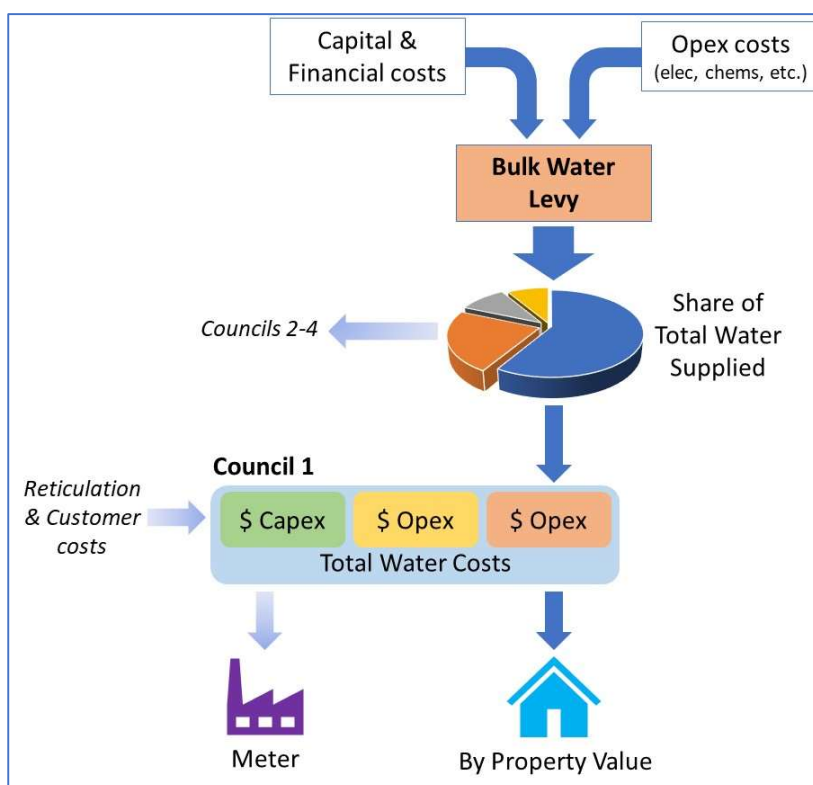 Capital &
Financial costs
Opex costs
(elec, chems, etc.)
Bulk Water
Levy
Councils 2-4
Share of
Total Water
Supplied
Council 1
Reticulation
& Customer
costs
$ Capex
$ Opex
$ Opex
Total Water Costs
Meter
By Property Value